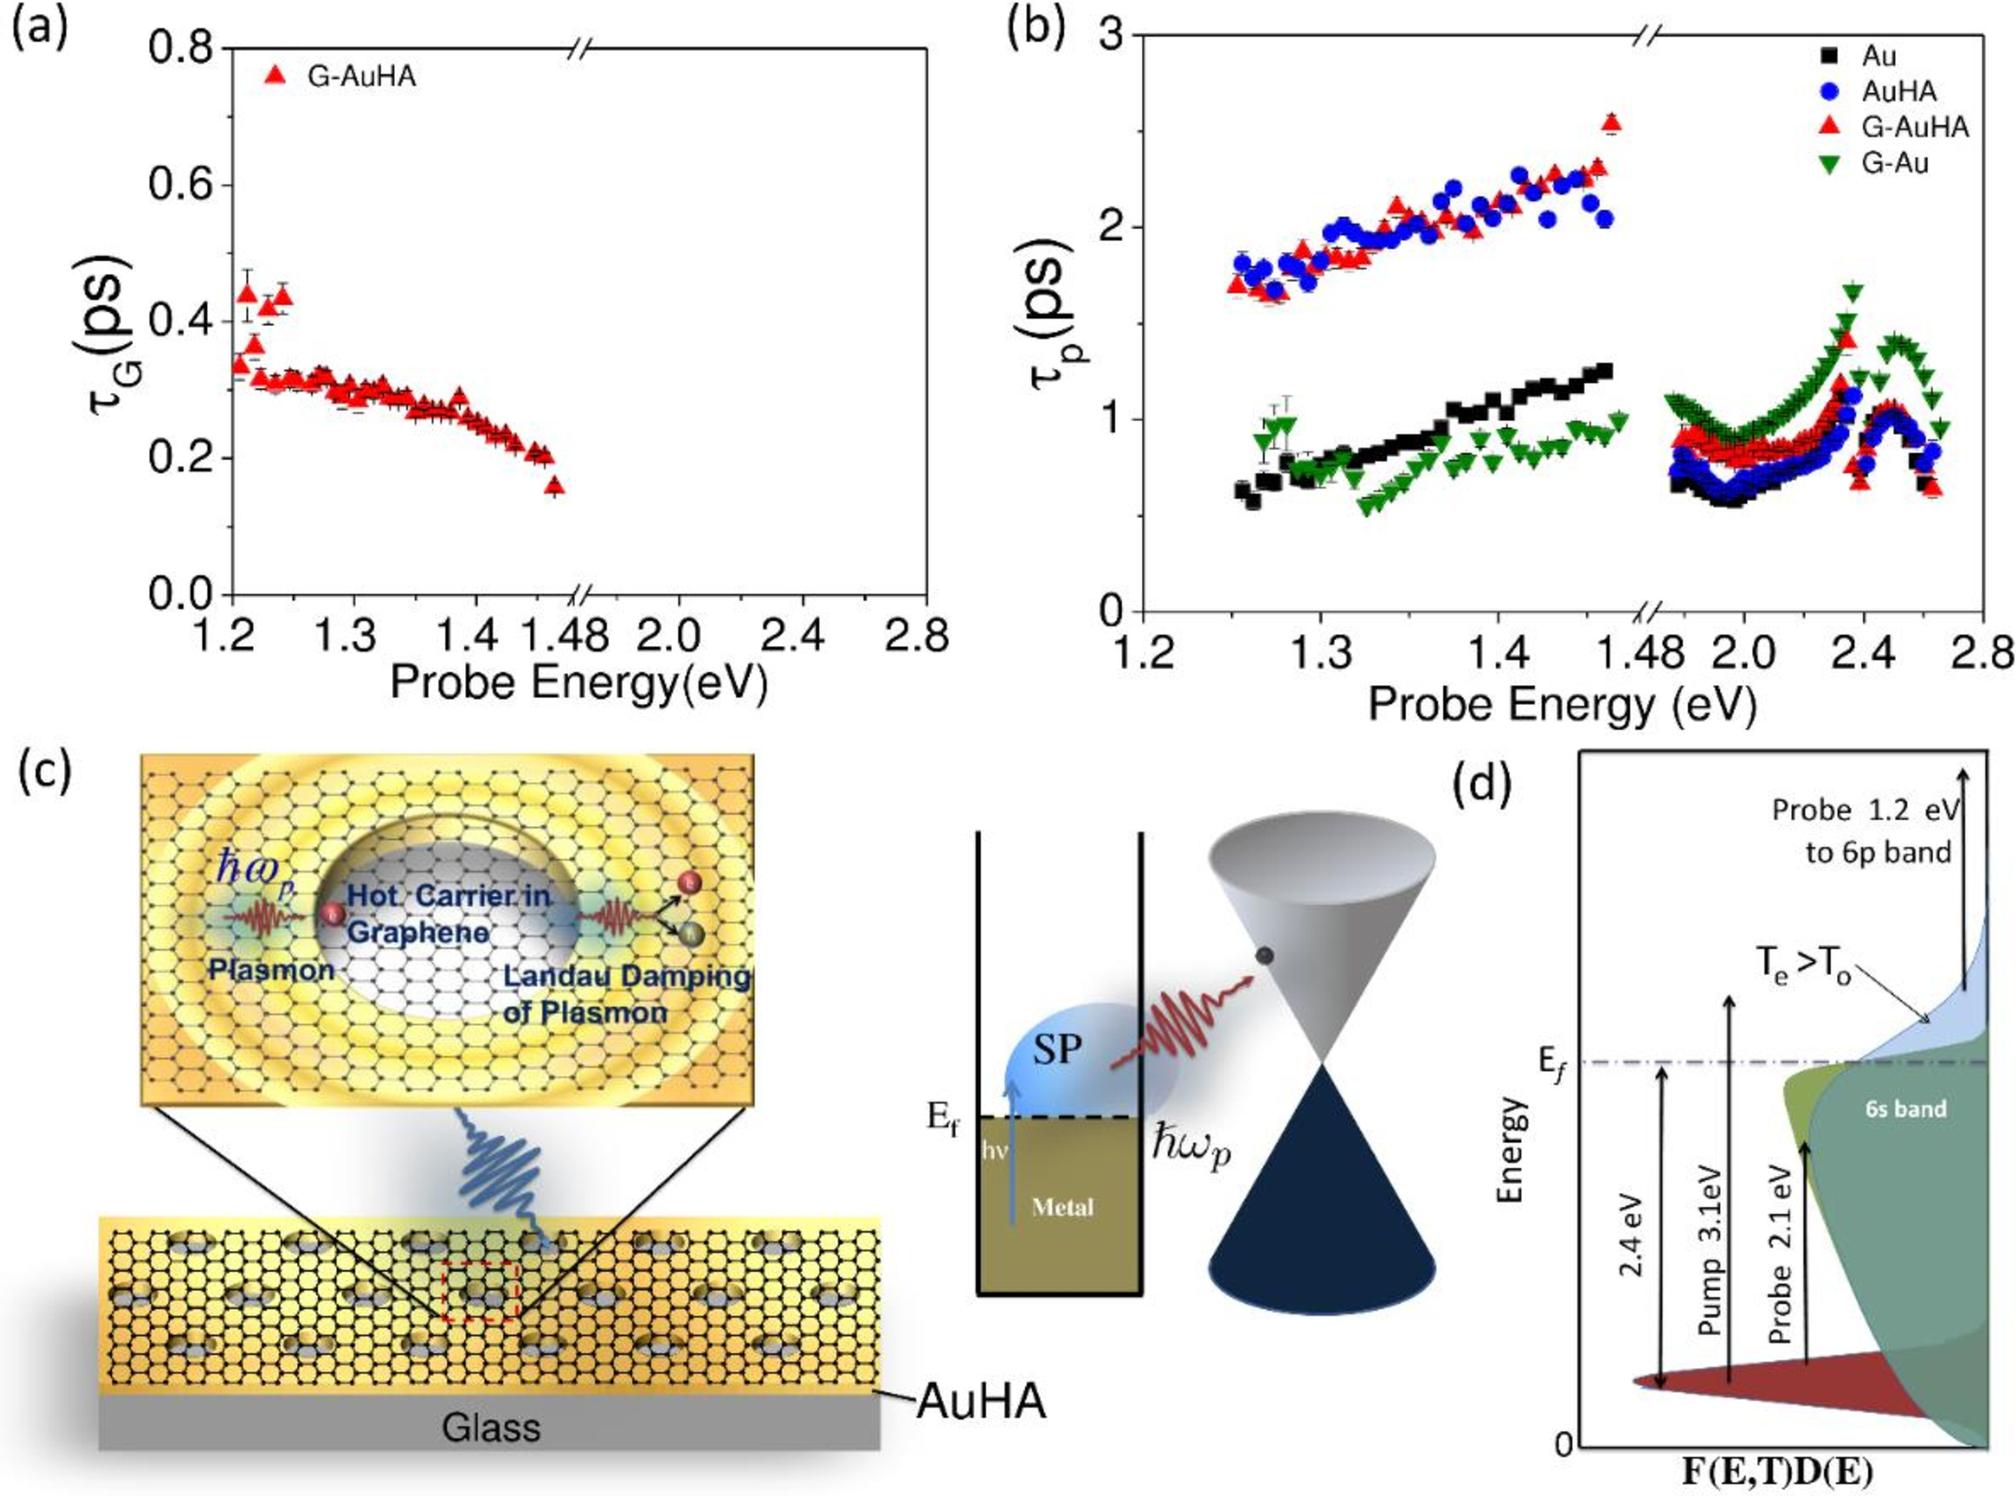 (a)
0.8
0.6
0.4
0.2
0.0
τG(ps)
G-AuHA
1.2 1.3 1.4 1.48 2.0 2.4 2.8
Probe Energy(eV)
(b)
3
2
1
0
τp(ps)
Au
AuHA
G-AuHA
G-Au
1.2 1.3 1.4 1.48 2.0 2.4 2.8
Probe Energy (eV)
(c)
ħωp
Hot Carrier in
Graphene
Plasmon
Landau Damping
of Plasmon
AuHA
Glass
SP
Ef
hν
ħωp
Metal
(d)
Probe 1.2 eV
to 6p band
Te >To
Ef
6s band
Energy
2.4 eV
Pump 3.1eV
Probe 2.1 eV
0
F(E,T)D(E)